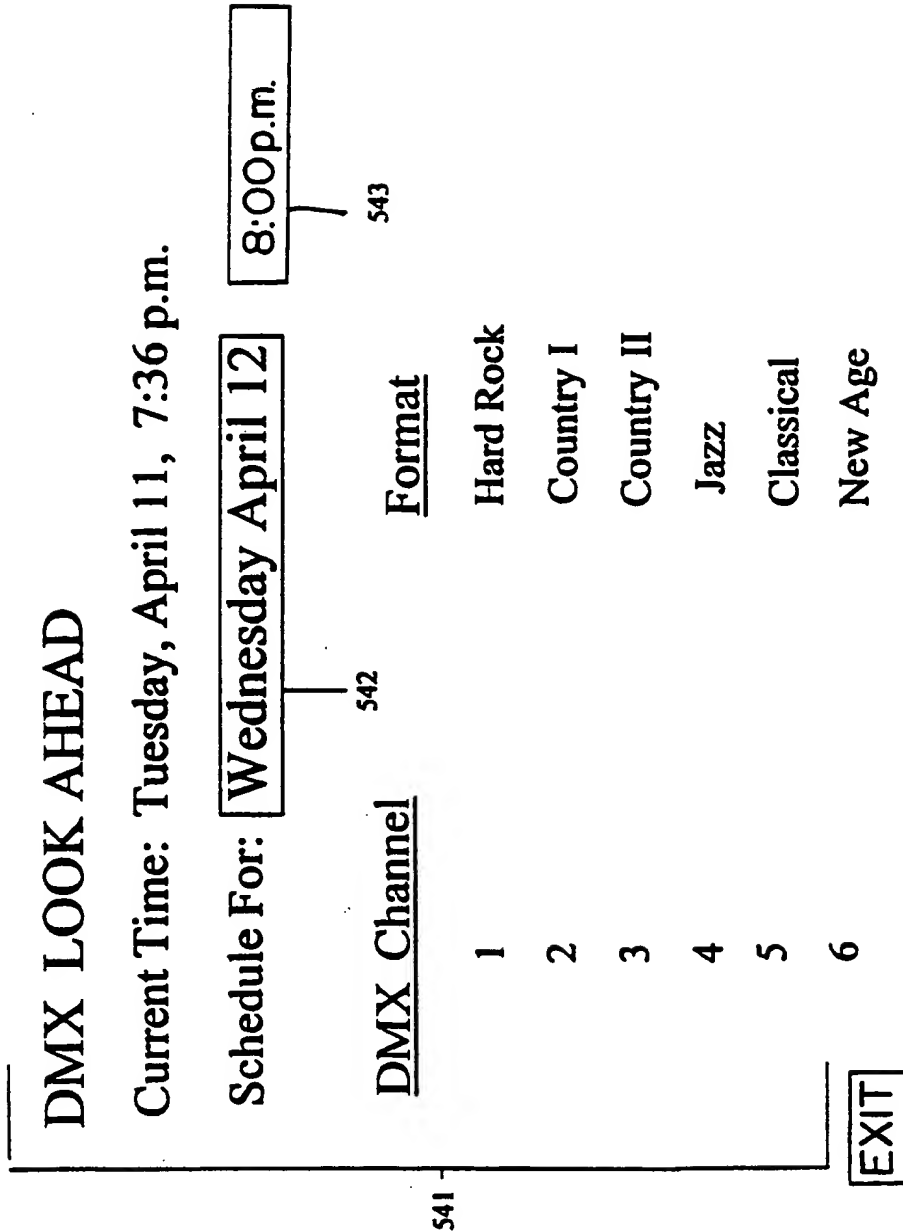 DMX LOOK AHEAD
Current Time: Tuesday, April 11, 7:36 p.m.
Schedule For: Wednesday April 12 8:00p.m.
542 543
DMX Channel Format
1 Hard Rock
2 Country I
3 Country II
4 Jazz
5 Classical
6 New Age
541
EXIT